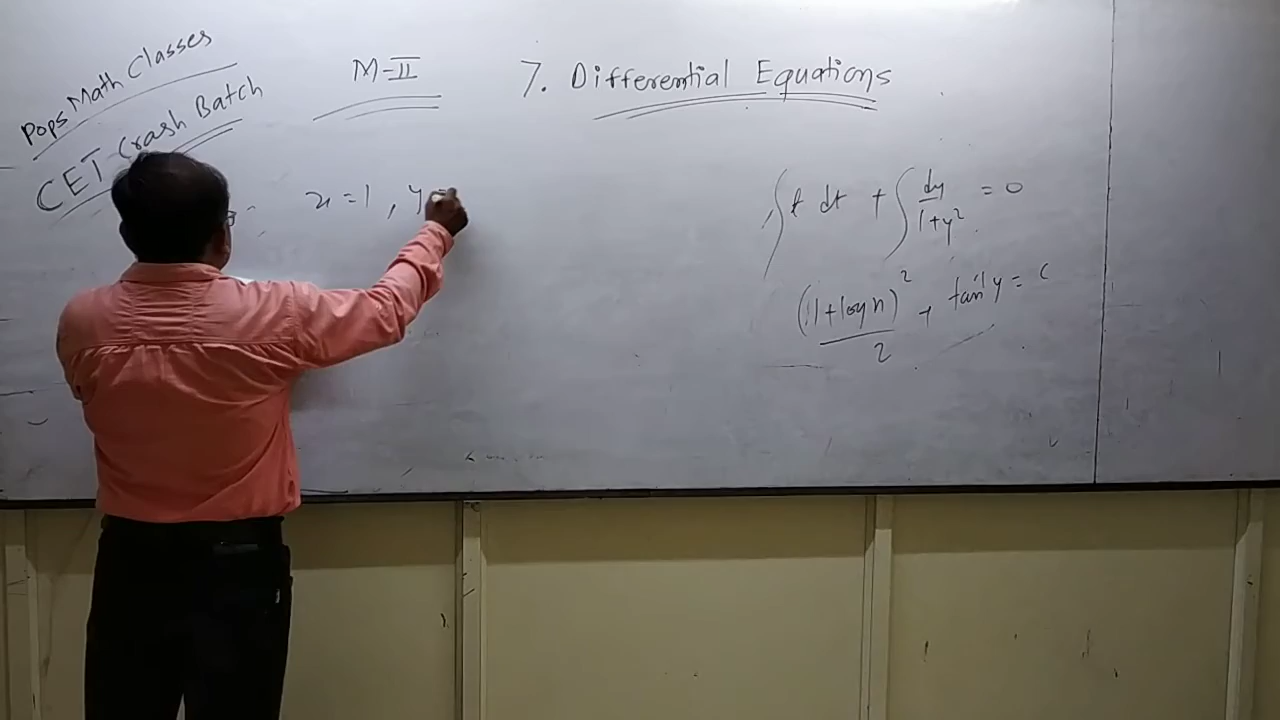 Pops Math Classes
CET Crash Batch
M-II
7. Differential Equations
x = 1, y =
∫ t dt + ∫ dy/1+y² = 0
(1+log x)²/2 + tan⁻¹y = c